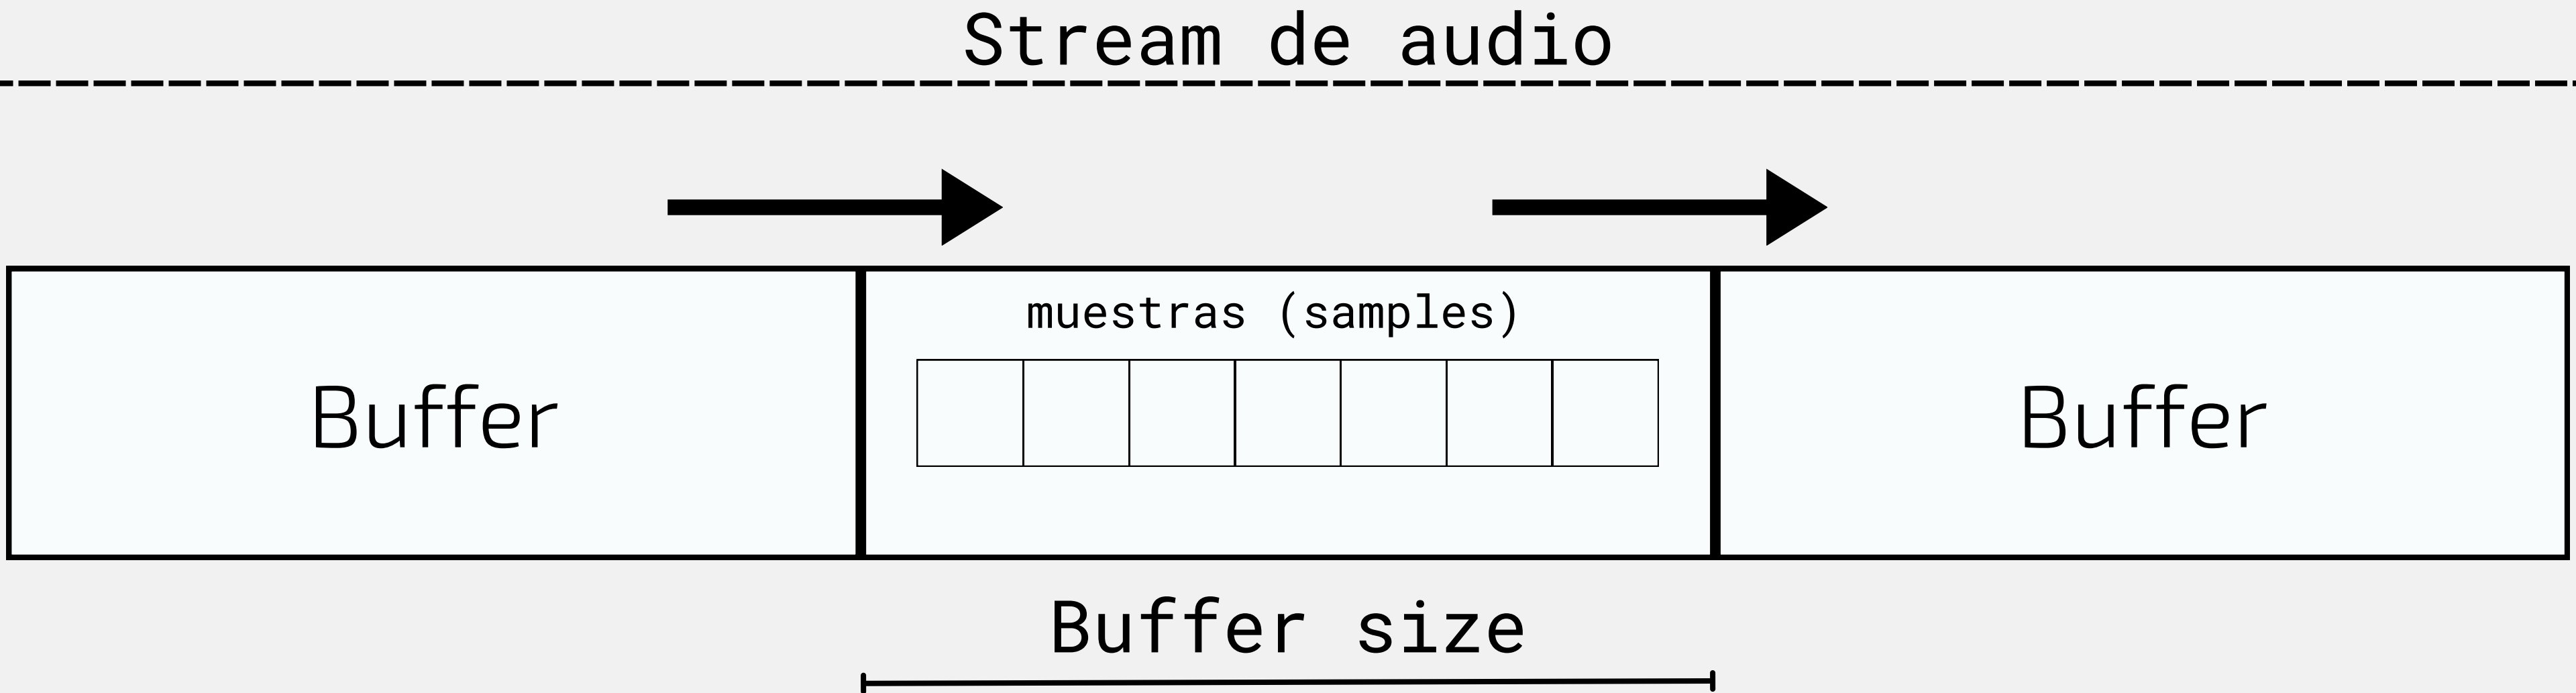 Stream de audio
Buffer
muestras (samples)
Buffer
Buffer size